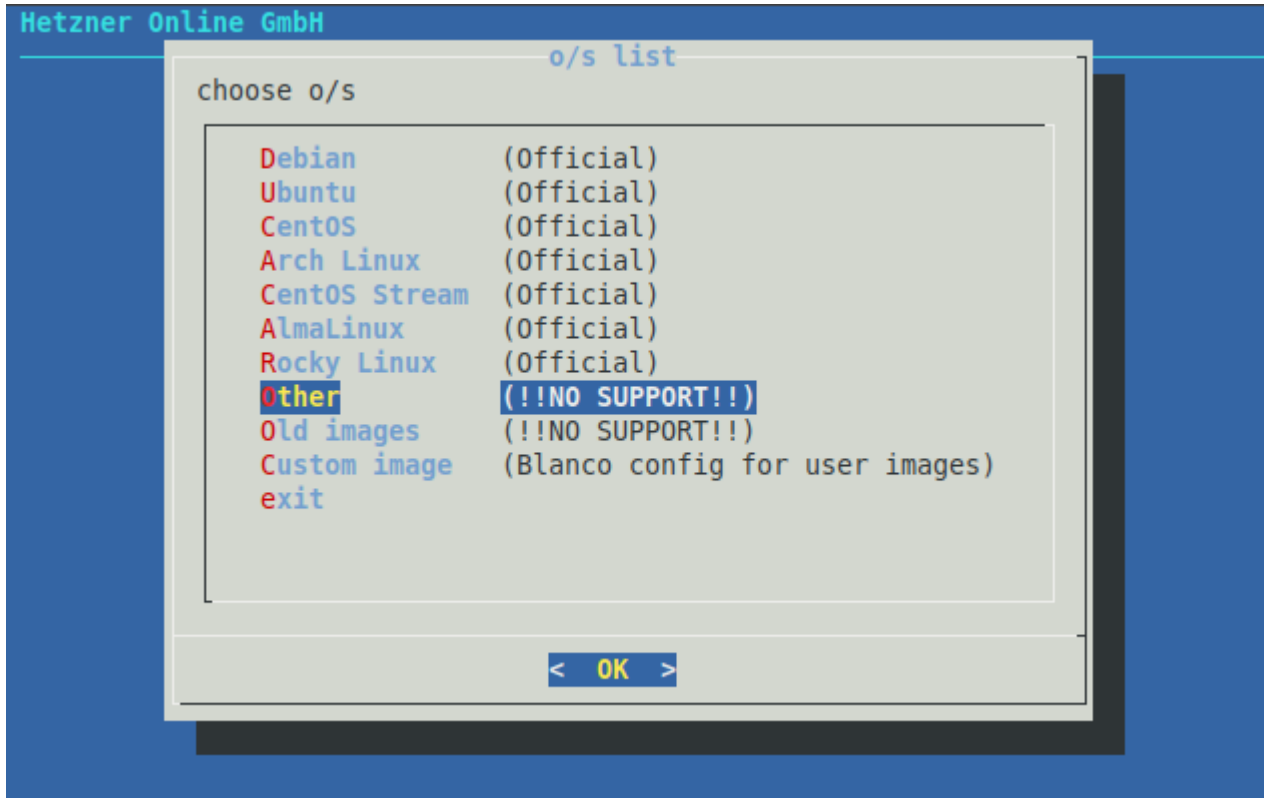 Hetzner Online GmbH
o/s list
choose o/s
Debian (Official)
Ubuntu (Official)
CentOS (Official)
Arch Linux (Official)
CentOS Stream (Official)
AlmaLinux (Official)
Rocky Linux (Official)
Other (!!NO SUPPORT!!)
Old images (!!NO SUPPORT!!)
Custom image (Blanco config for user images)
exit
< OK >